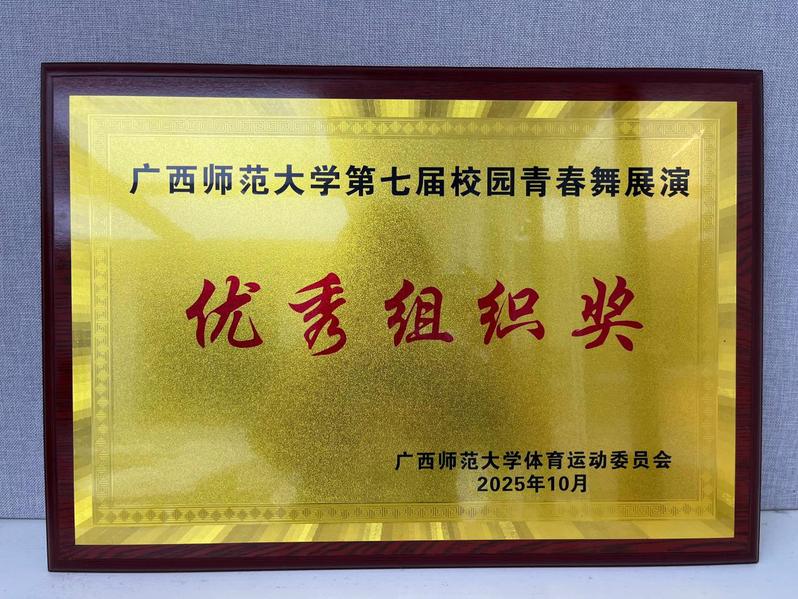 广西师范大学第七届校园青春舞展演
优秀组织奖
广西师范大学体育运动委员会
2025年10月